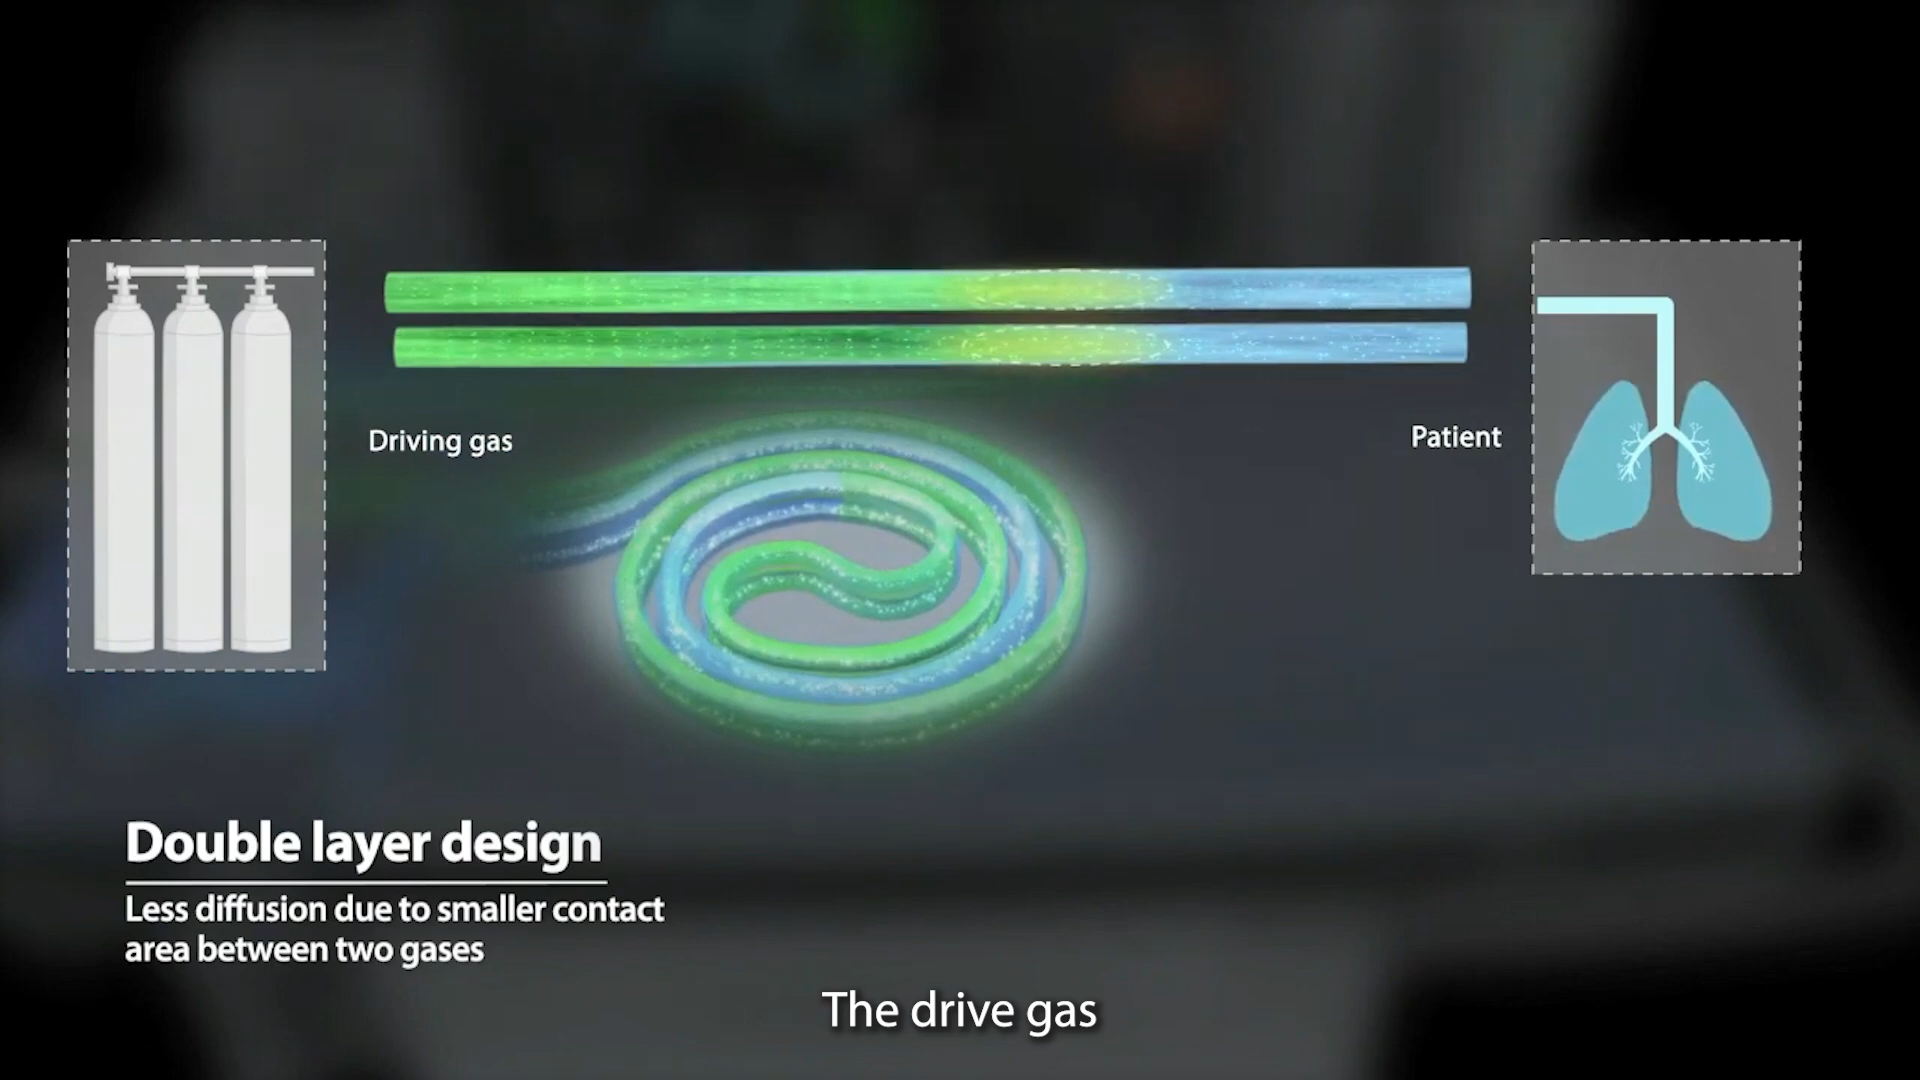 Driving gas
Patient
Double layer design
Less diffusion due to smaller contact
area between two gases
The drive gas